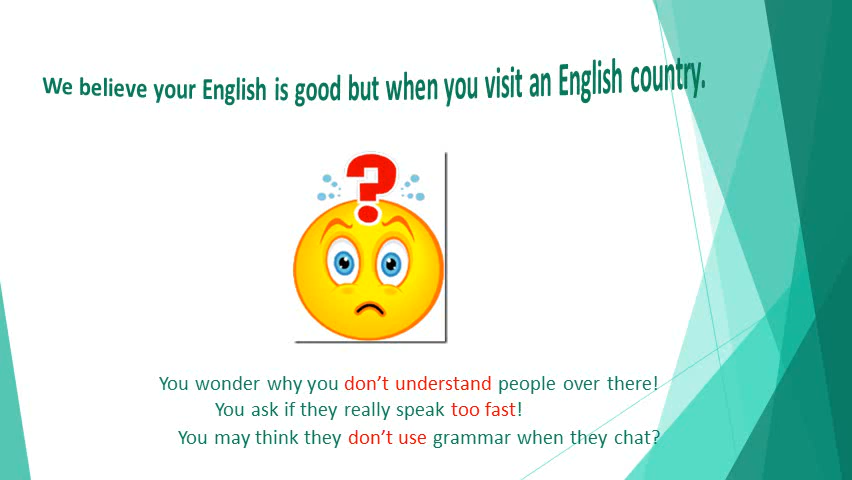 We believe your English is good but when you visit an English country.
?
You wonder why you don't understand people over there!
You ask if they really speak too fast!
You may think they don't use grammar when they chat?